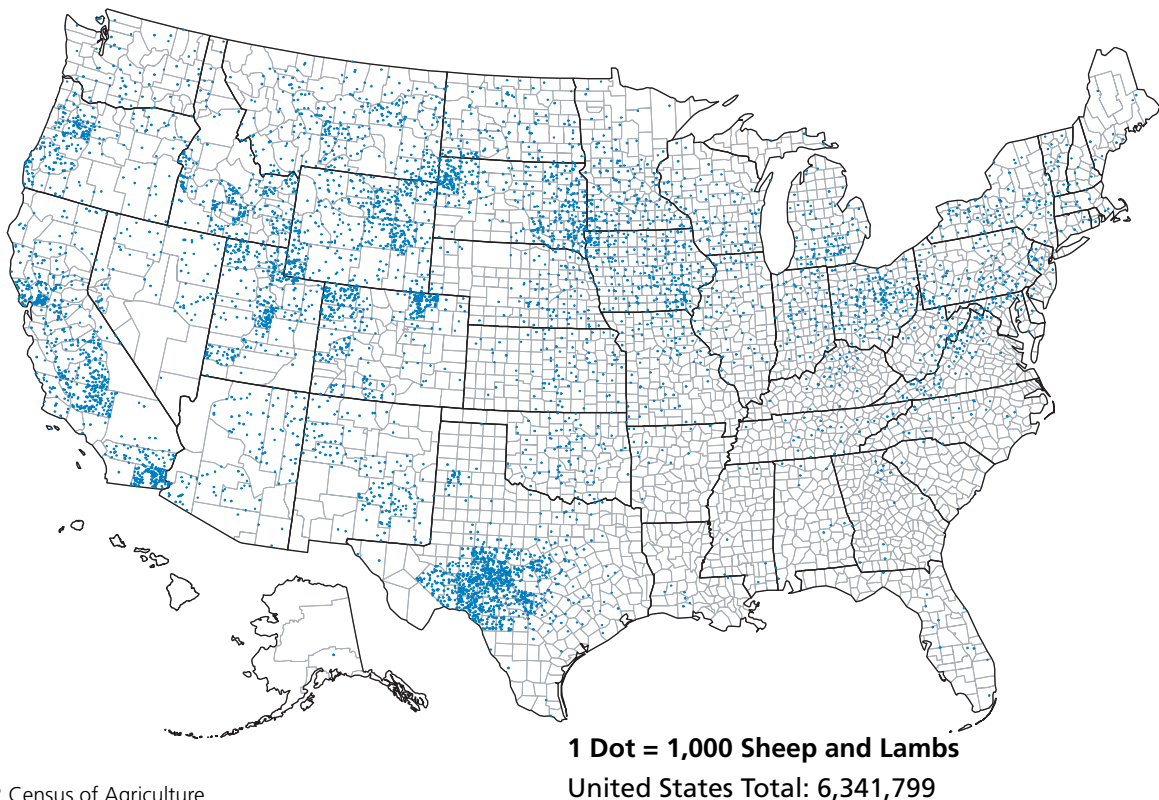 1 Dot = 1,000 Sheep and Lambs
United States Total: 6,341,799
Census of Agriculture